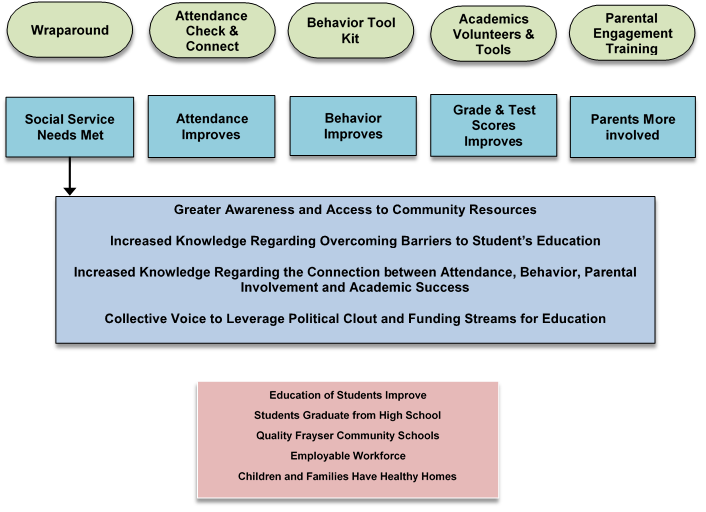 Wraparound
Attendance
Check &
Connect
Behavior Tool
Kit
Academics
Volunteers &
Tools
Parental
Engagement
Training
Social Service
Needs Met
Attendance
Improves
Behavior
Improves
Grade & Test
Scores
Improves
Parents More
involved
Greater Awareness and Access to Community Resources
Increased Knowledge Regarding Overcoming Barriers to Student's Education
Increased Knowledge Regarding the Connection between Attendance, Behavior, Parental
Involvement and Academic Success
Collective Voice to Leverage Political Clout and Funding Streams for Education
Education of Students Improve
Students Graduate from High School
Quality Frayser Community Schools
Employable Workforce
Children and Families Have Healthy Homes